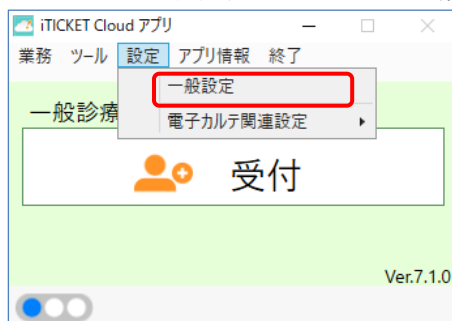 iTICKET Cloud アプリ
業務 ツール 設定 アプリ情報 終了
一般設定
電子カルテ関連設定
一般診療
受付
Ver.7.1.0